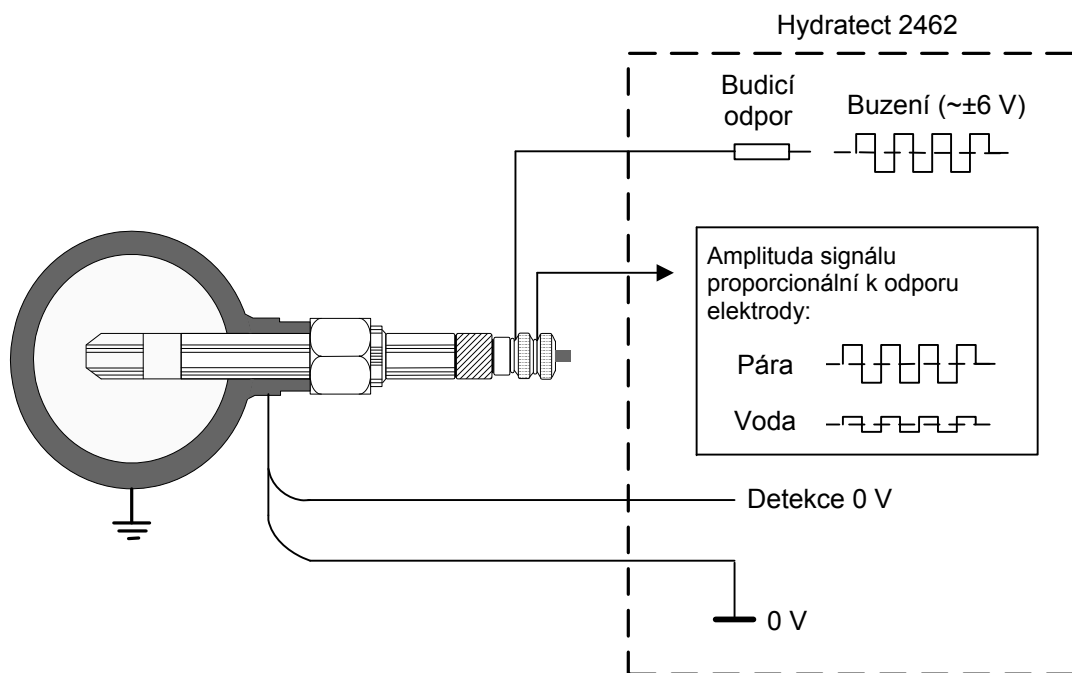 Hydratect 2462
Budicí
odpor
Buzení (~±6 V)
Amplituda signálu
proporcionální k odporu
elektrody:
Pára
Voda
Detekce 0 V
0 V